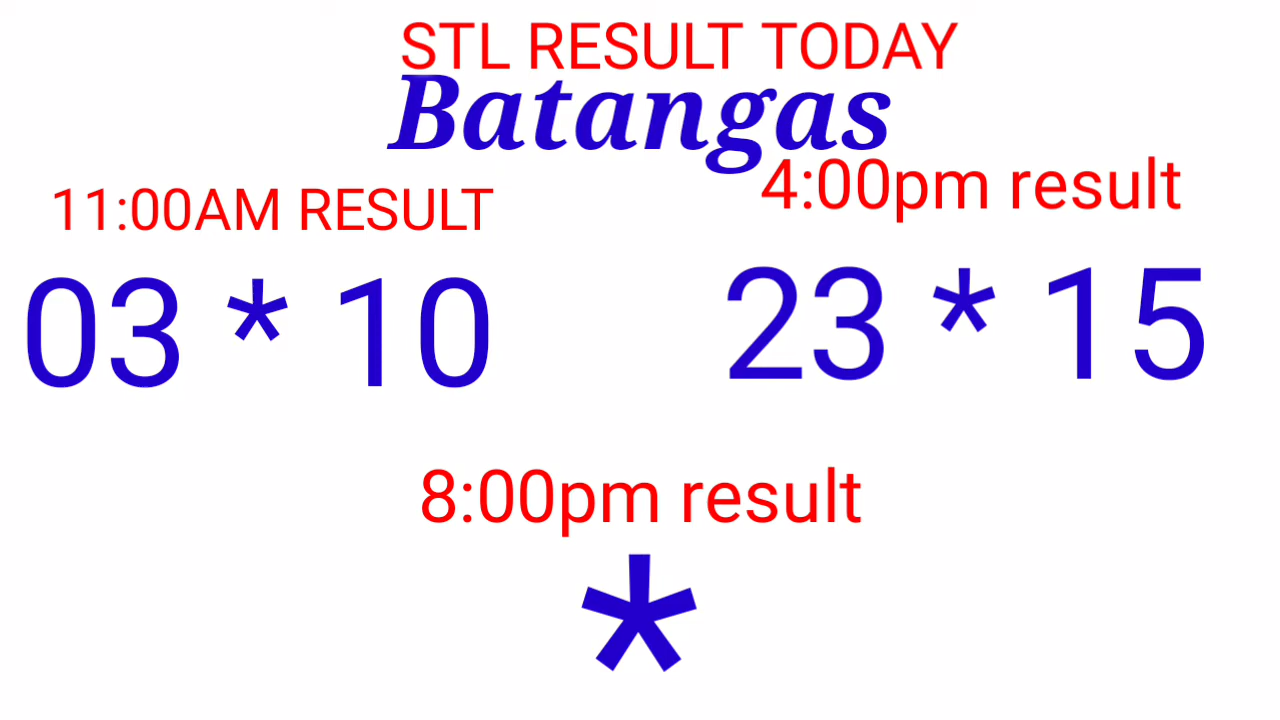 STL RESULT TODAY
Batangas
11:00AM RESULT
03 * 10
4:00pm result
23 * 15
8:00pm result
*